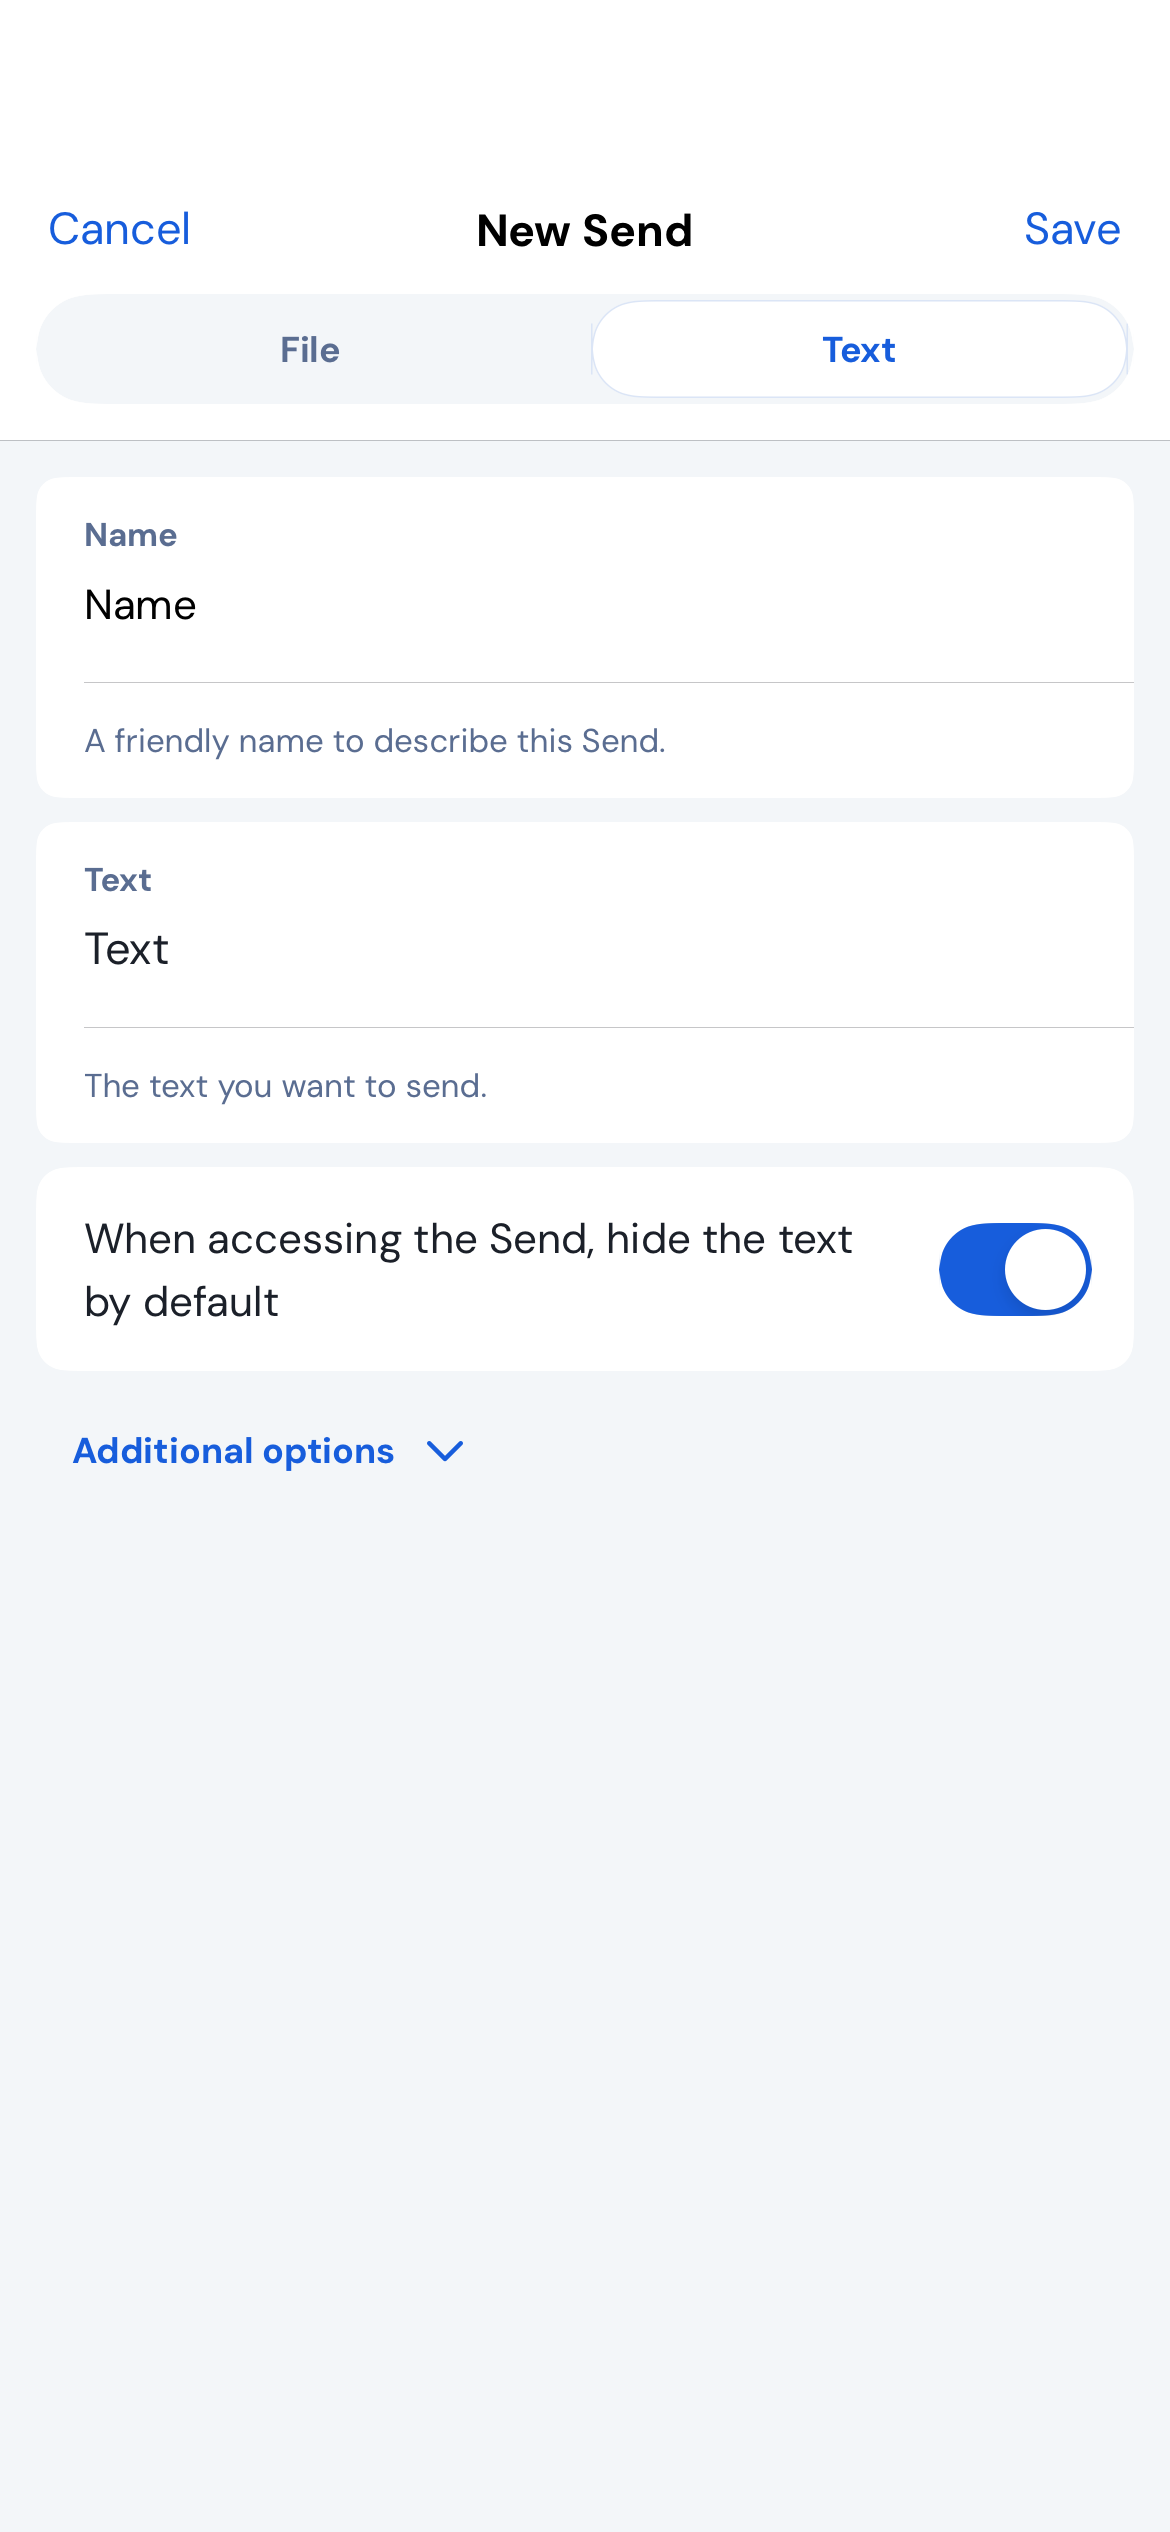 Cancel
New Send
Save
File
Text
Name
Name
A friendly name to describe this Send.
Text
Text
The text you want to send.
When accessing the Send, hide the text
by default
Additional options